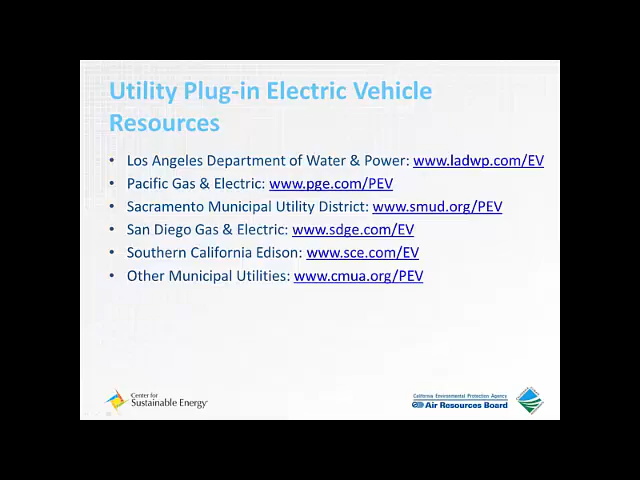 Utility Plug-in Electric Vehicle
Resources
• Los Angeles Department of Water & Power: www.ladwp.com/EV
• Pacific Gas & Electric: www.pge.com/PEV
• Sacramento Municipal Utility District: www.smud.org/PEV
• San Diego Gas & Electric: www.sdge.com/EV
• Southern California Edison: www.sce.com/EV
• Other Municipal Utilities: www.cmua.org/PEV
Center for
Sustainable Energy
California Environmental Protection Agency
Air Resources Board